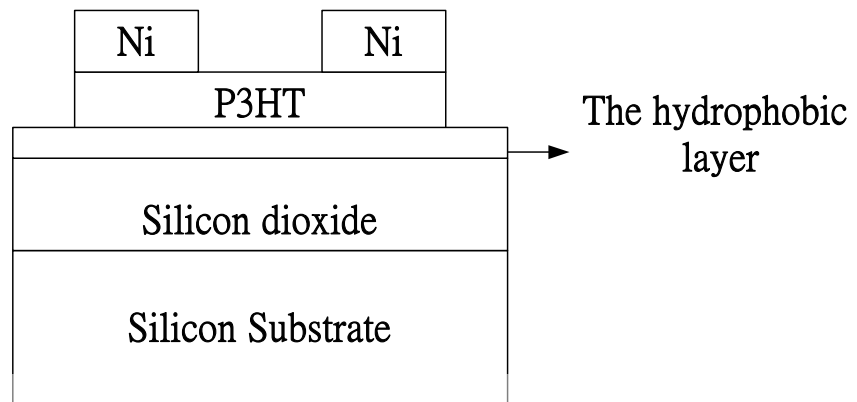 Ni
Ni
P3HT
The hydrophobic
layer
Silicon dioxide
Silicon Substrate